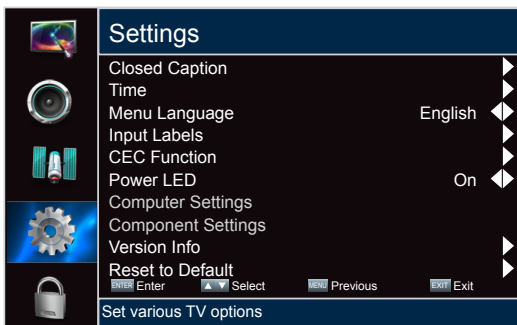 Settings
Closed Caption
Time
Menu Language English
Input Labels
CEC Function
Power LED On
Computer Settings
Component Settings
Version Info
Reset to Default
ENTER Enter ▲ ▼ Select MENU Previous EXIT Exit
Set various TV options